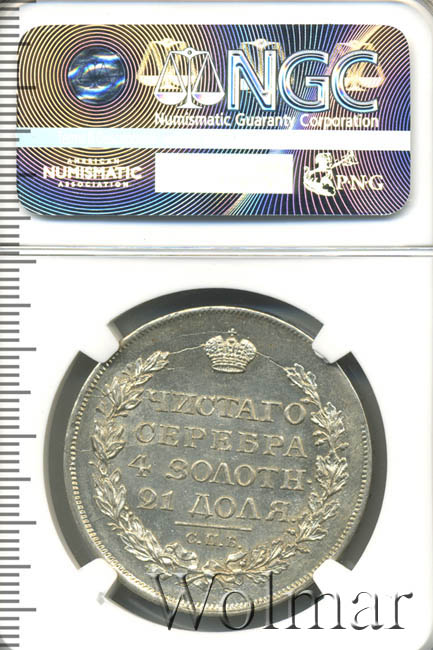 NGC
Numismatic Guaranty Corporation
AMERICAN
NUMISMATIC
ASSOCIATION
PNG
ЧИСТАГО
СЕРЕБРА
4 ЗОЛОТН.
21 ДОЛЯ.
С.П.Б.
Wolmar